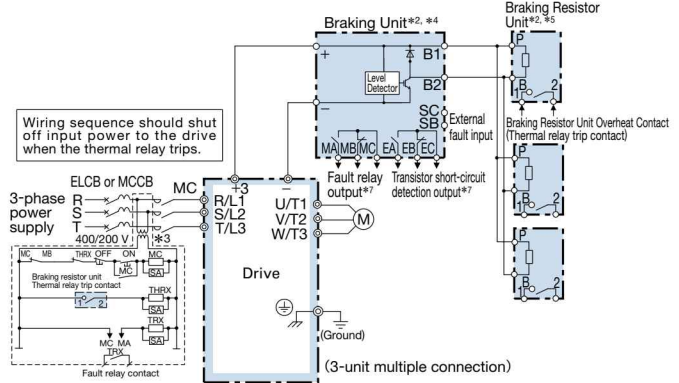 Braking Resistor
Unit*2, *5
Braking Unit*2, *4
P
B
1 2
+
−
B1
B2
Level
Detector
SC
SB
External
fault input
MA MB MC EA EB EC
Fault relay
output*7
Transistor short-circuit
detection output*7
Braking Resistor Unit Overheat Contact
(Thermal relay trip contact)
P
B
1 2
P
B
1 2
Wiring sequence should shut
off input power to the drive
when the thermal relay trips.
ELCB or MCCB
MC
3-phase
power
supply
R
S
T
400/200 V
*3
+3
−
R/L1
S/L2
T/L3
U/T1
V/T2
W/T3
M
Drive
(Ground)
(3-unit multiple connection)
MC MB THRX OFF ON MC
MC
SA
Braking resistor unit
Thermal relay trip contact
1 2
THRX
SA
TRX
SA
MC MA
TRX
Fault relay contact